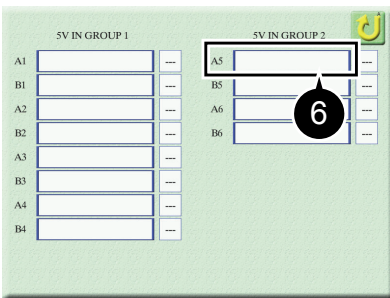 5V IN GROUP 1
A1 ---
B1 ---
A2 ---
B2 ---
A3 ---
B3 ---
A4 ---
B4 ---
5V IN GROUP 2
A5 ---
B5 ---
A6 ---
B6 ---
6